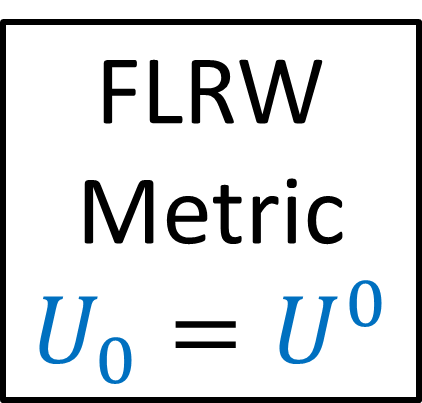 FLRW
Metric
U₀ = U⁰